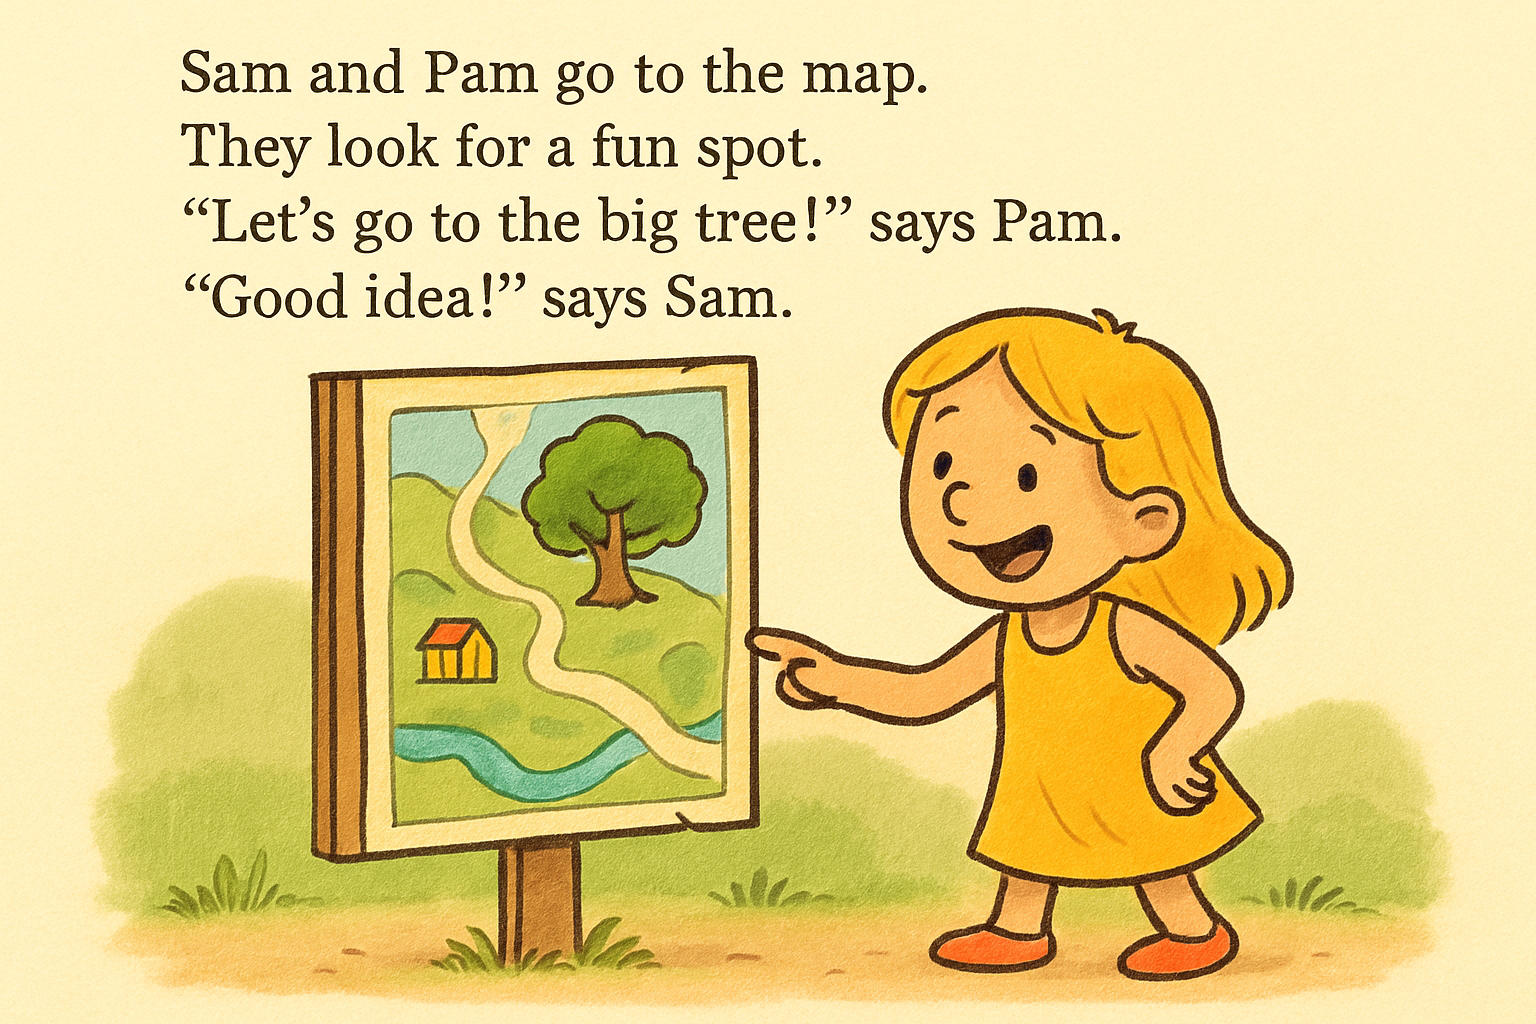 Sam and Pam go to the map.
They look for a fun spot.
“Let’s go to the big tree!” says Pam.
“Good idea!” says Sam.